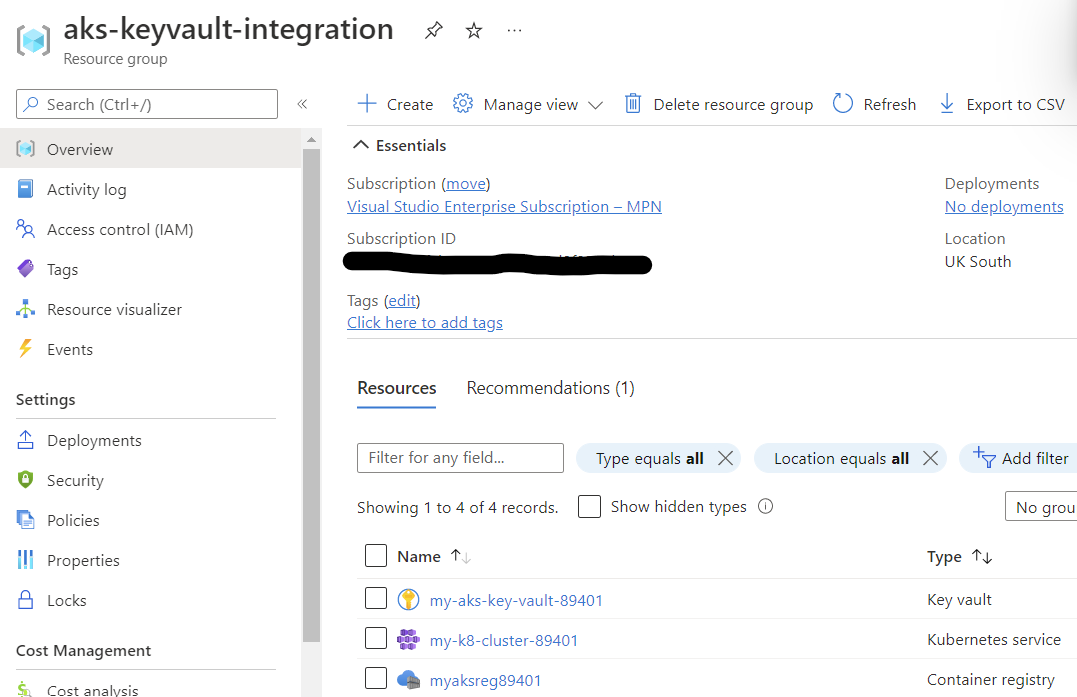 aks-keyvault-integration
...
Resource group
Search (Ctrl+/)
«
Overview
Activity log
Access control (IAM)
Tags
Resource visualizer
Events
Settings
Deployments
Security
Policies
Properties
Locks
Cost Management
Cost analysis
Create Manage view Delete resource group Refresh Export to CSV
Essentials
Subscription (move)
Visual Studio Enterprise Subscription – MPN
Subscription ID
Tags (edit)
Click here to add tags
Deployments
No deployments
Location
UK South
Resources Recommendations (1)
Filter for any field... Type equals all Location equals all Add filter
Showing 1 to 4 of 4 records. Show hidden types No grou
Name Type
my-aks-key-vault-89401 Key vault
my-k8-cluster-89401 Kubernetes service
myaksreg89401 Container registry